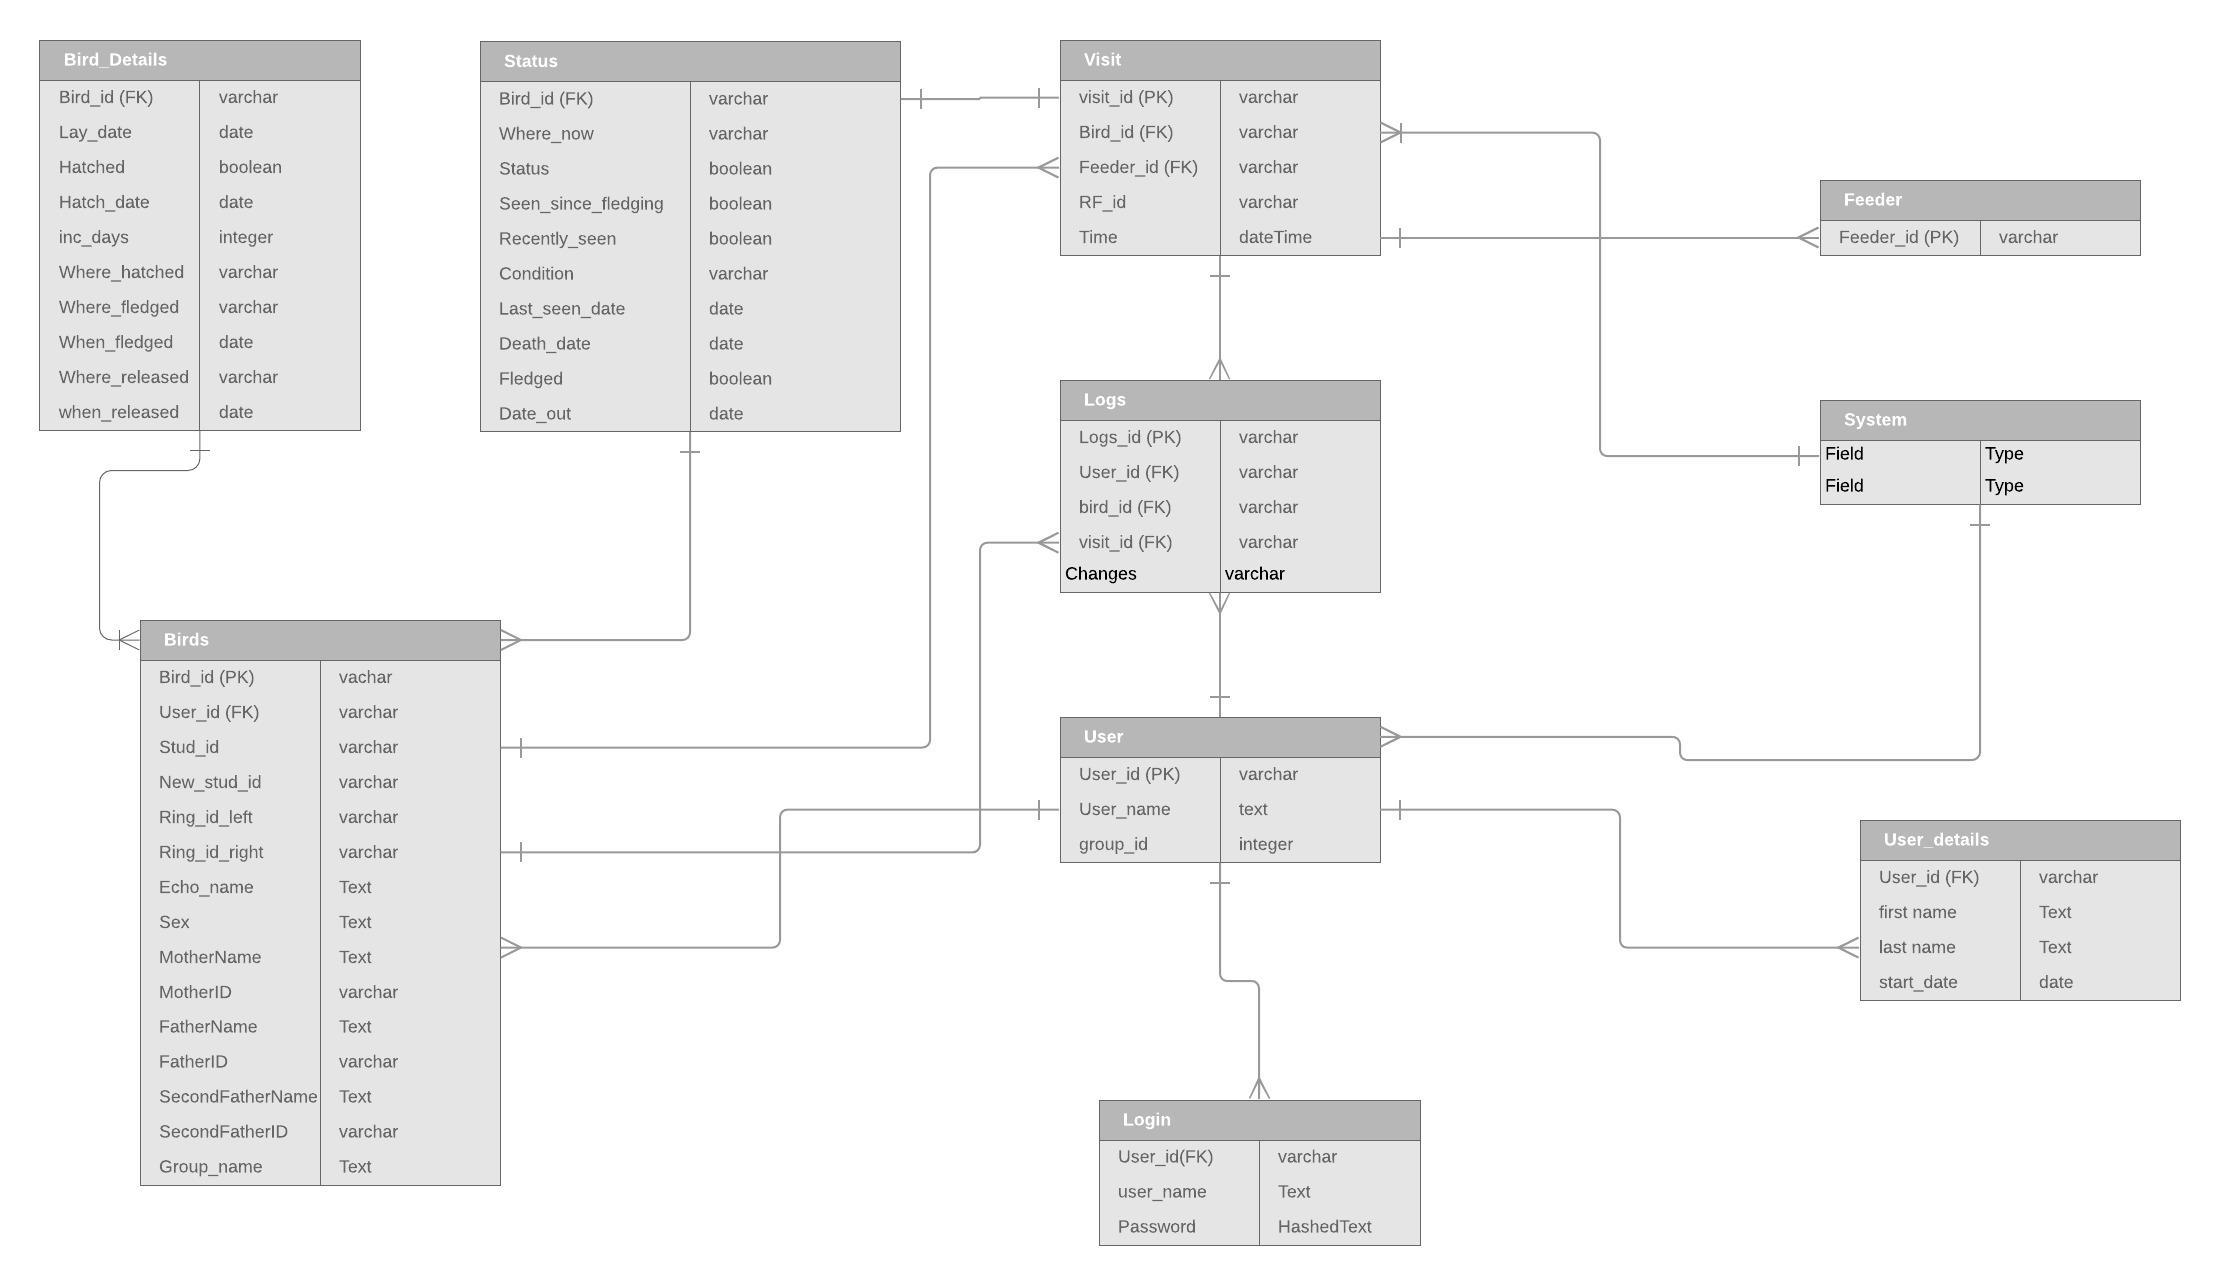 Bird_Details
Bird_id (FK) varchar
Lay_date date
Hatched boolean
Hatch_date date
inc_days integer
Where_hatched varchar
Where_fledged varchar
When_fledged date
Where_released varchar
when_released date
Status
Bird_id (FK) varchar
Where_now varchar
Status boolean
Seen_since_fledging boolean
Recently_seen boolean
Condition varchar
Last_seen_date date
Death_date date
Fledged boolean
Date_out date
Visit
visit_id (PK) varchar
Bird_id (FK) varchar
Feeder_id (FK) varchar
RF_id varchar
Time dateTime
Feeder
Feeder_id (PK) varchar
Logs
Logs_id (PK) varchar
User_id (FK) varchar
bird_id (FK) varchar
visit_id (FK) varchar
Changes varchar
System
Field Type
Field Type
Birds
Bird_id (PK) vachar
User_id (FK) varchar
Stud_id varchar
New_stud_id varchar
Ring_id_left varchar
Ring_id_right varchar
Echo_name Text
Sex Text
MotherName Text
MotherID varchar
FatherName Text
FatherID varchar
SecondFatherName Text
SecondFatherID varchar
Group_name Text
User
User_id (PK) varchar
User_name text
group_id integer
User_details
User_id (FK) varchar
first name Text
last name Text
start_date date
Login
User_id(FK) varchar
user_name Text
Password HashedText